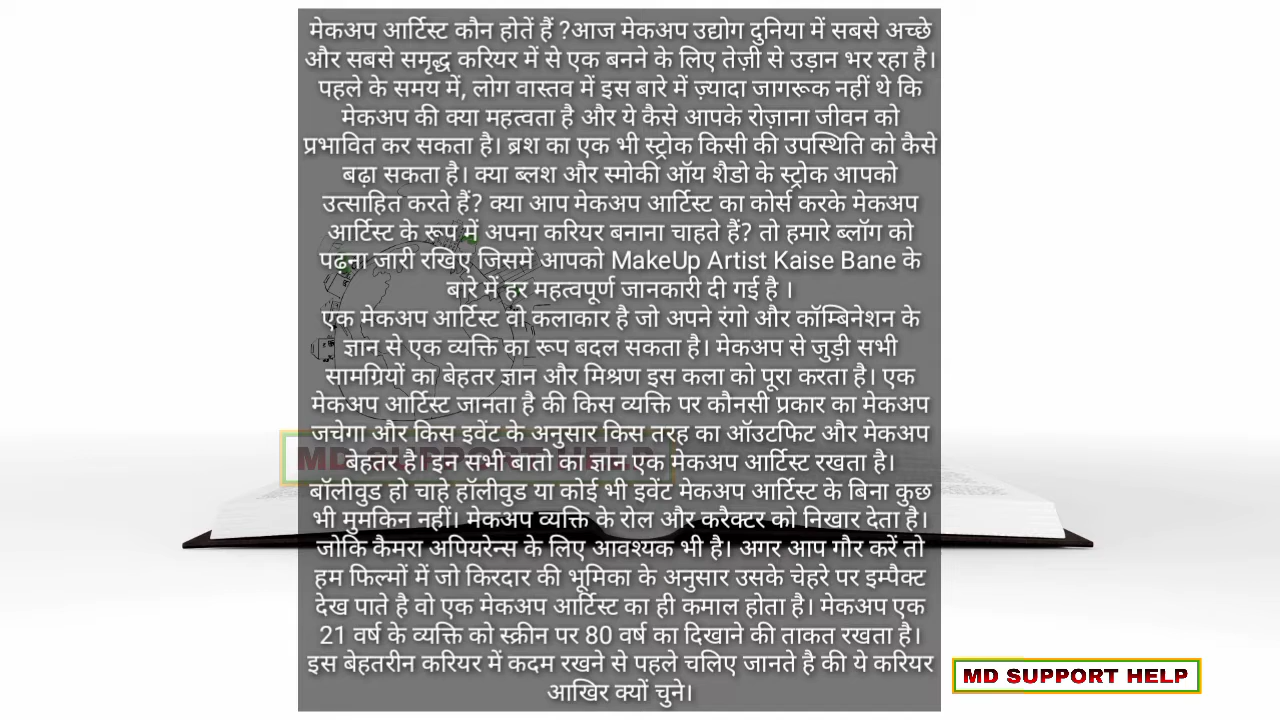 मेकअप आर्टिस्ट कौन होतें हैं ?आज मेकअप उद्योग दुनिया में सबसे अच्छे
और सबसे समृद्ध करियर में से एक बनने के लिए तेज़ी से उड़ान भर रहा है।
पहले के समय में, लोग वास्तव में इस बारे में ज़्यादा जागरूक नहीं थे कि
मेकअप की क्या महत्वता है और ये कैसे आपके रोज़ाना जीवन को
प्रभावित कर सकता है। ब्रश का एक भी स्ट्रोक किसी की उपस्थिति को कैसे
बढ़ा सकता है। क्या ब्लश और स्मोकी ऑय शैडो के स्ट्रोक आपको
उत्साहित करते हैं? क्या आप मेकअप आर्टिस्ट का कोर्स करके मेकअप
आर्टिस्ट के रूप में अपना करियर बनाना चाहते हैं? तो हमारे ब्लॉग को
पढ़ना जारी रखिए जिसमें आपको MakeUp Artist Kaise Bane के
बारे में हर महत्वपूर्ण जानकारी दी गई है ।
एक मेकअप आर्टिस्ट वो कलाकार है जो अपने रंगो और कॉम्बिनेशन के
ज्ञान से एक व्यक्ति का रूप बदल सकता है। मेकअप से जुड़ी सभी
सामग्रियों का बेहतर ज्ञान और मिश्रण इस कला को पूरा करता है। एक
मेकअप आर्टिस्ट जानता है की किस व्यक्ति पर कौनसी प्रकार का मेकअप
जचेगा और किस इवेंट के अनुसार किस तरह का ऑउटफिट और मेकअप
बेहतर है। इन सभी बातो का ज्ञान एक मेकअप आर्टिस्ट रखता है।
बॉलीवुड हो चाहे हॉलीवुड या कोई भी इवेंट मेकअप आर्टिस्ट के बिना कुछ
भी मुमकिन नहीं। मेकअप व्यक्ति के रोल और करैक्टर को निखार देता है।
जोकि कैमरा अपियरेन्स के लिए आवश्यक भी है। अगर आप गौर करें तो
हम फिल्मों में जो किरदार की भूमिका के अनुसार उसके चेहरे पर इम्पैक्ट
देख पाते है वो एक मेकअप आर्टिस्ट का ही कमाल होता है। मेकअप एक
21 वर्ष के व्यक्ति को स्क्रीन पर 80 वर्ष का दिखाने की ताकत रखता है।
इस बेहतरीन करियर में कदम रखने से पहले चलिए जानते है की ये करियर
आखिर क्यों चुने।
MD SUPPORT HELP
MD SUPPORT HELP